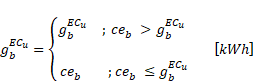 g_b^{EC_u} = { g_b^{EC_u} ; ce_b > g_b^{EC_u}
ce_b ; ce_b ≤ g_b^{EC_u} [kWh]